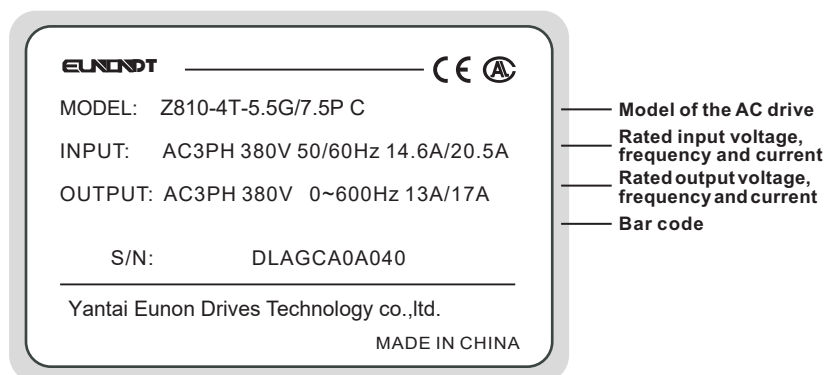 EUNONDT CE
MODEL: Z810-4T-5.5G/7.5P C
INPUT: AC3PH 380V 50/60Hz 14.6A/20.5A
OUTPUT: AC3PH 380V 0~600Hz 13A/17A
S/N: DLAGCA0A040
Yantai Eunon Drives Technology co.,ltd.
MADE IN CHINA
Model of the AC drive
Rated input voltage,
frequency and current
Rated output voltage,
frequency and current
Bar code